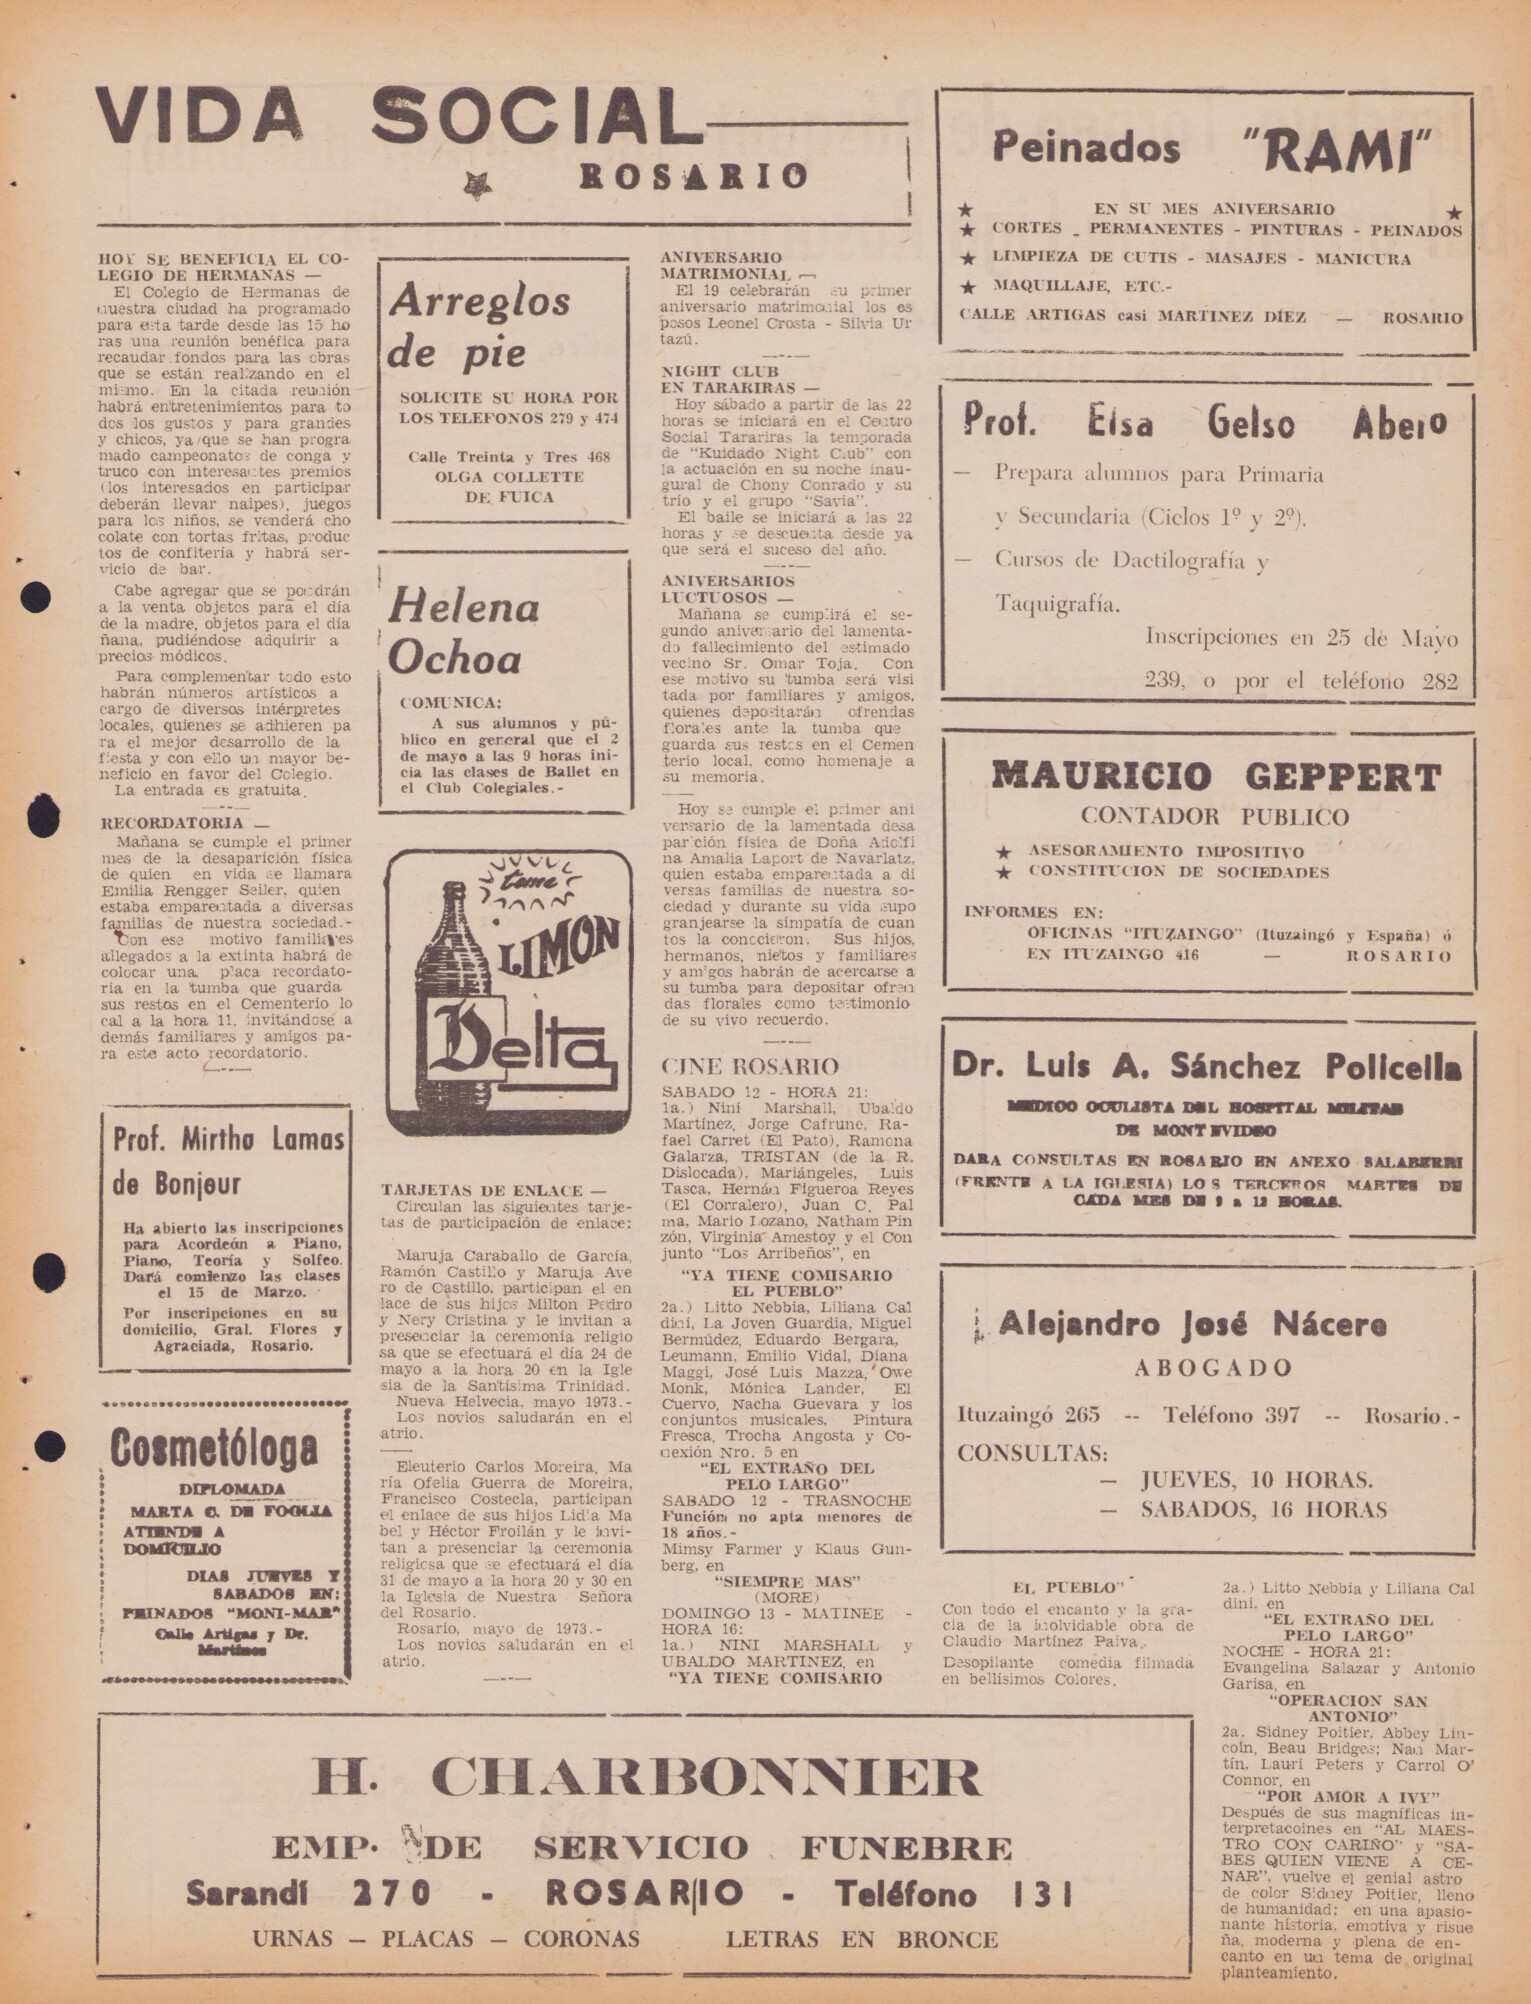 VIDA SOCIAL
ROSARIO
HOY SE BENEFICIA EL CO-
LEGIO DE HERMANAS —
El Colegio de Hermanas de
nuestra ciudad ha programado
para esta tarde desde las 15 ho
ras una reunión benéfica para
recaudar fondos para las obras
que se están realizando en el
mismo. En la citada reunión
habrá entretenimientos para to
dos los gustos y para grandes
y chicos, ya que se han progra
mado campeonatos de conga y
truco con interesantes premios
(los interesados en participar
deberán llevar naipes), juegos
para los niños, se venderá cho
colate con tortas fritas, produc
tos de confitería y habrá ser-
vicio de bar.
Cabe agregar que se pondrán
a la venta objetos para el día
de la madre, objetos para el día
ñana, pudiéndose adquirir a
precios módicos.
Para complementar todo esto
habrán números artísticos a
cargo de diversos intérpretes
locales, quienes se adhieren pa
ra el mejor desarrollo de la
fiesta y con ello un mayor be-
neficio en favor del Colegio.
La entrada es gratuita.
RECORDATORIA —
Mañana se cumple el primer
mes de la desaparición física
de quien en vida se llamara
Emilia Rengger Seiler, quien
estaba emparentada a diversas
familias de nuestra sociedad.-
Con ese motivo familiares
allegados a la extinta habrá de
colocar una placa recordato-
ria en la tumba que guarda
sus restos en el Cementerio lo
cal a la hora 11, invitándose a
demás familiares y amigos pa-
ra este acto recordatorio.
Prof. Mirtha Lamas
de Bonjour
Ha abierto las inscripciones
para Acordeón a Piano,
Piano, Teoría y Solfeo.
Dará comienzo las clases
el 15 de Marzo.
Por inscripciones en su
domicilio, Gral. Flores y
Agraciada, Rosario.
Cosmetóloga
DIPLOMADA
MARTA C. DE FOGLIA
ATIENDE A
DOMICILIO
DIAS JUEVES Y
SABADOS EN:
PEINADOS "MONI-MAR"
Calle Artigas y Dr.
Martínez
Arreglos
de pie
SOLICITE SU HORA POR
LOS TELEFONOS 279 y 474
Calle Treinta y Tres 468
OLGA COLLETTE
DE FUICA
Helena
Ochoa
COMUNICA:
A sus alumnos y pú-
blico en general que el 2
de mayo a las 9 horas ini-
cia las clases de Ballet en
el Club Colegiales.-
tome
LIMON
Delta
TARJETAS DE ENLACE —
Circulan las siguientes tarje-
tas de participación de enlace:
Maruja Caraballo de García,
Ramón Castillo y Maruja Ave
ro de Castillo, participan el en
lace de sus hijos Milton Pedro
y Nery Cristina y le invitan a
presenciar la ceremonia religio
sa que se efectuará el día 24 de
mayo a la hora 20 en la Igle
sia de la Santísima Trinidad.
Nueva Helvecia, mayo 1973.-
Los novios saludarán en el
atrio.
Eleuterio Carlos Moreira, Ma
ría Ofelia Guerra de Moreira,
Francisco Costecla, participan
el enlace de sus hijos Lidia Ma
bel y Héctor Froilán y le invi-
tan a presenciar la ceremonia
religiosa que se efectuará el día
31 de mayo a la hora 20 y 30 en
la Iglesia de Nuestra Señora
del Rosario.
Rosario, mayo de 1973.-
Los novios saludarán en el
atrio.
ANIVERSARIO
MATRIMONIAL —
El 19 celebrarán su primer
aniversario matrimonial los es
posos Leonel Crosta - Silvia Ur
tazú.
NIGHT CLUB
EN TARARIRAS —
Hoy sábado a partir de las 22
horas se iniciará en el Centro
Social Tarariras la temporada
de "Kuidado Night Club" con
la actuación en su noche inau-
gural de Chony Conrado y su
trío y el grupo "Savia".
El baile se iniciará a las 22
horas y se descuenta desde ya
que será el suceso del año.
ANIVERSARIOS
LUCTUOSOS —
Mañana se cumplirá el se-
gundo aniversario del lamenta-
do fallecimiento del estimado
vecino Sr. Omar Toja. Con
ese motivo su tumba será visi
tada por familiares y amigos,
quienes depositarán ofrendas
florales ante la tumba que
guarda sus restos en el Cemen
terio local, como homenaje a
su memoria.
Hoy se cumple el primer ani
versario de la lamentada desa
parición física de Doña Adolfi
na Amalia Laport de Navarlatz,
quien estaba emparentada a di
versas familias de nuestra so-
ciedad y durante su vida supo
granjearse la simpatía de cuan
tos la conocieron. Sus hijos,
hermanos, nietos y familiares
y amigos habrán de acercarse a
su tumba para depositar ofren
das florales como testimonio
de su vivo recuerdo.
CINE ROSARIO
SABADO 12 - HORA 21:
1a.) Niní Marshall, Ubaldo
Martínez, Jorge Cafrune, Ra-
fael Carret (El Pato), Ramona
Galarza, TRISTAN (de la R.
Dislocada), Mariángeles, Luis
Tasca, Hernán Figueroa Reyes
(El Corralero), Juan C. Pal
ma, Mario Lozano, Natham Pin
zón, Virginia Amestoy y el Con
junto "Los Arribeños", en
"YA TIENE COMISARIO
EL PUEBLO"
2a.) Litto Nebbia, Liliana Cal
dini, La Joven Guardia, Miguel
Bermúdez, Eduardo Bergara,
Leumann, Emilio Vidal, Diana
Maggi, José Luis Mazza, Owe
Monk, Mónica Lander, El
Cuervo, Nacha Guevara y los
conjuntos musicales, Pintura
Fresca, Trocha Angosta y Co-
nexión Nro. 5 en
"EL EXTRAÑO DEL
PELO LARGO"
SABADO 12 - TRASNOCHE
Función no apta menores de
18 años.-
Mimsy Farmer y Klaus Gun-
berg, en
"SIEMPRE MAS"
(MORE)
DOMINGO 13 - MATINEE -
HORA 16:
1a.) NINI MARSHALL y
UBALDO MARTINEZ, en
"YA TIENE COMISARIO
Peinados "RAMI"
EN SU MES ANIVERSARIO
CORTES - PERMANENTES - PINTURAS - PEINADOS
LIMPIEZA DE CUTIS - MASAJES - MANICURA
MAQUILLAJE, ETC.-
CALLE ARTIGAS casi MARTINEZ DÍEZ — ROSARIO
Prof. Elsa Gelso Abero
— Prepara alumnos para Primaria
y Secundaria (Ciclos 1º y 2º).
— Cursos de Dactilografía y
Taquigrafía.
Inscripciones en 25 de Mayo
239, o por el teléfono 282
MAURICIO GEPPERT
CONTADOR PUBLICO
ASESORAMIENTO IMPOSITIVO
CONSTITUCION DE SOCIEDADES
INFORMES EN:
OFICINAS "ITUZAINGO" (Ituzaingó y España) ó
EN ITUZAINGO 416 — ROSARIO
Dr. Luis A. Sánchez Policella
MEDICO OCULISTA DEL HOSPITAL MILITAR
DE MONTEVIDEO
DARA CONSULTAS EN ROSARIO EN ANEXO SALABERRI
(FRENTE A LA IGLESIA) LOS TERCEROS MARTES DE
CADA MES DE 9 a 12 HORAS.
Alejandro José Nácere
ABOGADO
Ituzaingó 265 -- Teléfono 397 -- Rosario.-
CONSULTAS:
— JUEVES, 10 HORAS.
— SABADOS, 16 HORAS
EL PUEBLO"
Con todo el encanto y la gra-
cia de la inolvidable obra de
Claudio Martínez Paiva.
Desopilante comedia filmada
en bellísimos Colores.
2a.) Litto Nebbia y Liliana Cal
dini, en
"EL EXTRAÑO DEL
PELO LARGO"
NOCHE - HORA 21:
Evangelina Salazar y Antonio
Garisa, en
"OPERACION SAN
ANTONIO"
2a. Sidney Poitier, Abbey Lin-
coln, Beau Bridges; Nan Mar-
tín, Lauri Peters y Carrol O'
Connor, en
"POR AMOR A IVY"
Después de sus magníficas in-
terpretacoines en "AL MAES-
TRO CON CARIÑO" y "SA-
BES QUIEN VIENE A CE-
NAR", vuelve el genial astro
de color Sidney Poitier, lleno
de humanidad; en una apasio-
nante historia, emotiva y risue
ña, moderna y plena de en-
canto en un tema de original
planteamiento.
H. CHARBONNIER
EMP. DE SERVICIO FUNEBRE
Sarandí 270 - ROSARIO - Teléfono 131
URNAS — PLACAS — CORONAS LETRAS EN BRONCE